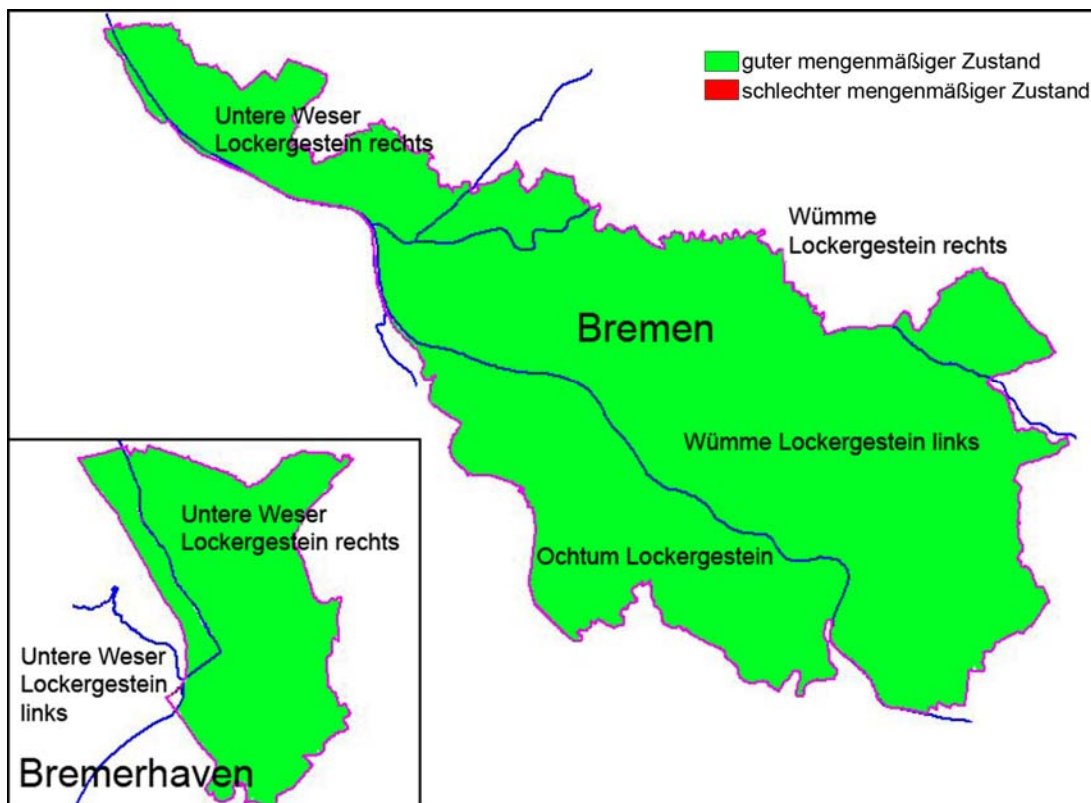 guter mengenmäßiger Zustand
schlechter mengenmäßiger Zustand
Untere Weser
Lockergestein rechts
Wümme
Lockergestein rechts
Bremen
Wümme Lockergestein links
Ochtum Lockergestein
Untere Weser
Lockergestein rechts
Untere Weser
Lockergestein
links
Bremerhaven